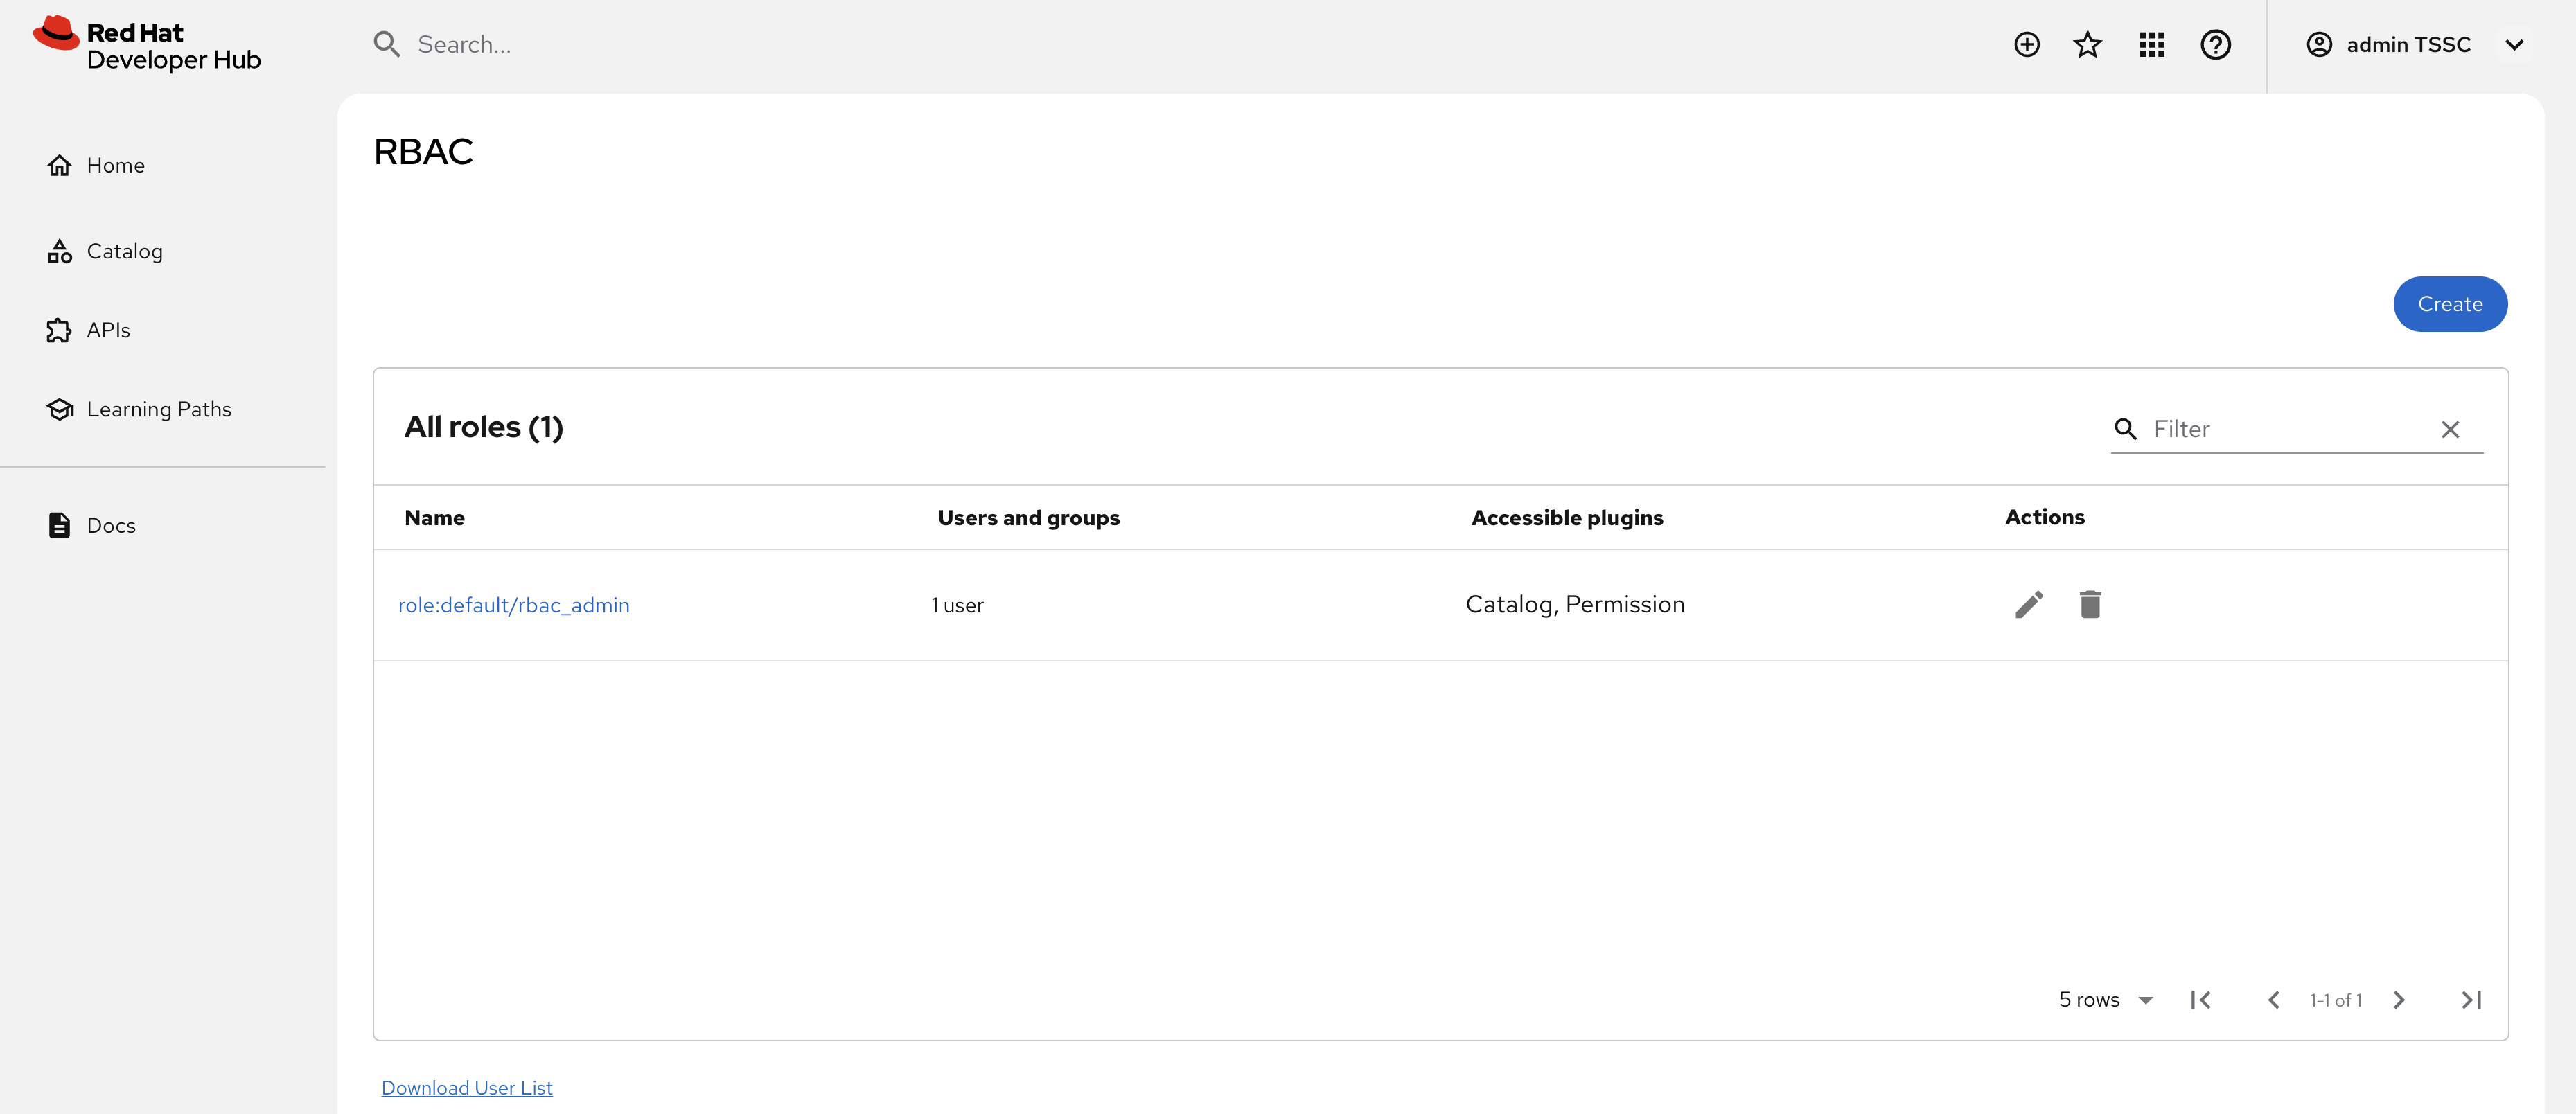 Red Hat
Developer Hub
Search...
admin TSSC
Home
Catalog
APIs
Learning Paths
Docs
RBAC
Create
All roles (1)
Filter
Name Users and groups Accessible plugins Actions
role:default/rbac_admin 1 user Catalog, Permission
5 rows 1-1 of 1
Download User List